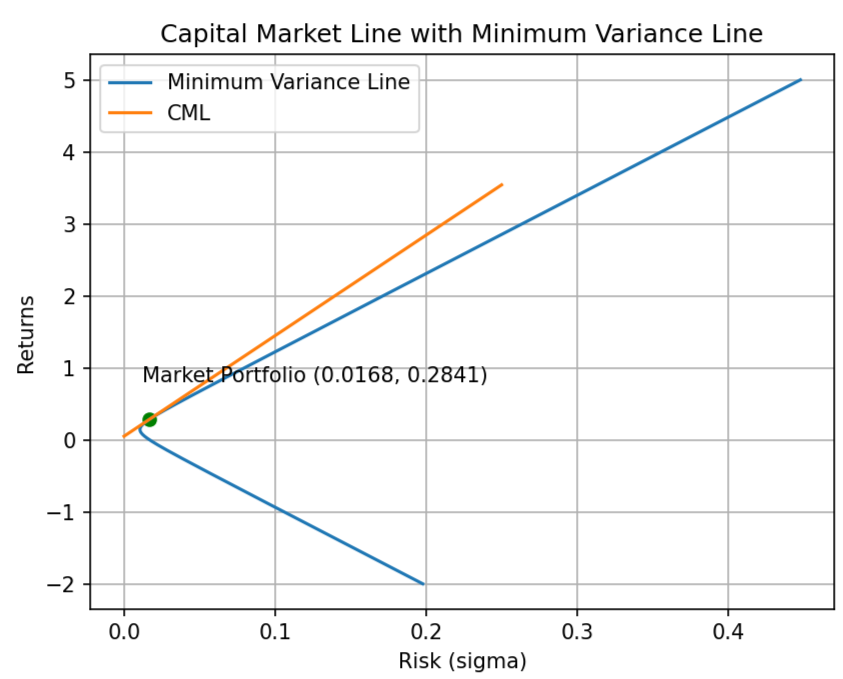 Capital Market Line with Minimum Variance Line
Minimum Variance Line
CML
5
4
3
2
1
0
−1
−2
Returns
Market Portfolio (0.0168, 0.2841)
0.0
0.1
0.2
0.3
0.4
Risk (sigma)